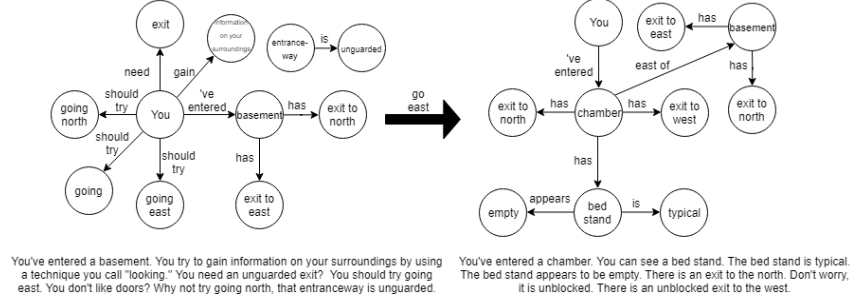 exit
information
on your
surroundings
entrance-
way
is
unguarded
need
gain
should
try
going
north
You
've
entered
basement
has
exit to
north
should
try
going
should
try
going
east
has
exit to
east
go
east
You
exit to
east
has
basement
've
entered
east of
has
exit to
north
exit to
north
has
chamber
has
exit to
west
has
empty
appears
bed
stand
is
typical
You've entered a basement. You try to gain information on your surroundings by using
a technique you call "looking." You need an unguarded exit?  You should try going
east. You don't like doors? Why not try going north, that entranceway is unguarded.
You've entered a chamber. You can see a bed stand. The bed stand is typical.
The bed stand appears to be empty. There is an exit to the north. Don't worry,
it is unblocked. There is an unblocked exit to the west.